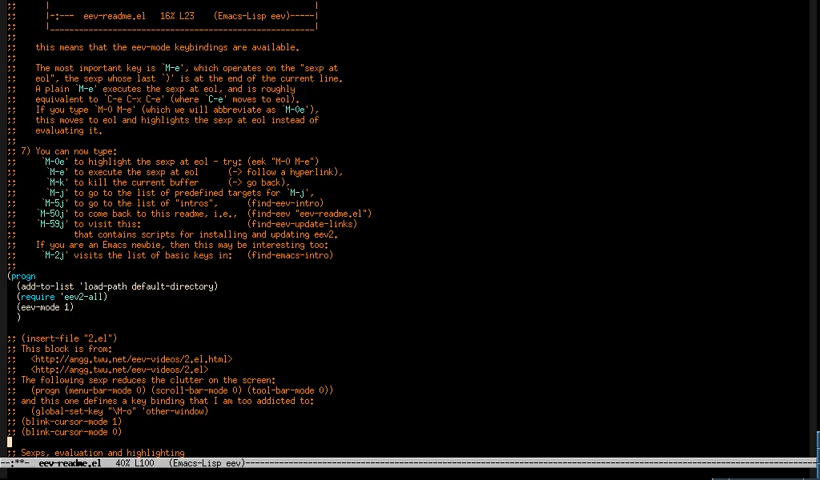 ;;      |
;;      |-:---  eev-readme.el   16% L23   (Emacs-Lisp eev)-----|
;;      |______________________________________________________|
;;
;;    this means that the eev-mode keybindings are available.
;;
;;    The most important key is `M-e', which operates on the "sexp at
;;    eol", the sexp whose last `)' is at the end of the current line.
;;    A plain `M-e' executes the sexp at eol, and is roughly
;;    equivalent to `C-e C-x C-e' (where `C-e' moves to eol).
;;    If you type `M-0 M-e' (which we will abbreviate as `M-0e'),
;;    this moves to eol and highlights the sexp at eol instead of
;;    evaluating it.
;;
;; 7) You can now type:
;;     `M-0e' to highlight the sexp at eol - try: (eek "M-0 M-e")
;;      `M-e' to execute the sexp at eol      (-> follow a hyperlink),
;;      `M-k' to kill the current buffer      (-> go back),
;;      `M-j' to go to the list of predefined targets for `M-j',
;;     `M-5j' to go to the list of "intros",      (find-eev-intro)
;;    `M-50j' to come back to this readme, i.e.,  (find-eev "eev-readme.el")
;;    `M-59j' to visit this:                      (find-eev-update-links)
;;            that contains scripts for installing and updating eev2.
;;    If you are an Emacs newbie, then this may be interesting too:
;;     `M-2j' visits the list of basic keys in:   (find-emacs-intro)
;;
(progn
  (add-to-list 'load-path default-directory)
  (require 'eev2-all)
  (eev-mode 1)
  )
;; (insert-file "2.el")
;; This block is from:
;;   <http://angg.twu.net/eev-videos/2.el.html>
;;   <http://angg.twu.net/eev-videos/2.el>
;; The following sexp reduces the clutter on the screen:
;;   (progn (menu-bar-mode 0) (scroll-bar-mode 0) (tool-bar-mode 0))
;; and this one defines a key binding that I am too addicted to:
;;   (global-set-key "\M-o" 'other-window)
;; (blink-cursor-mode 1)
;; (blink-cursor-mode 0)
;; Sexps, evaluation and highlighting
--:**-  eev-readme.el   40% L100   (Emacs-Lisp eev)-----